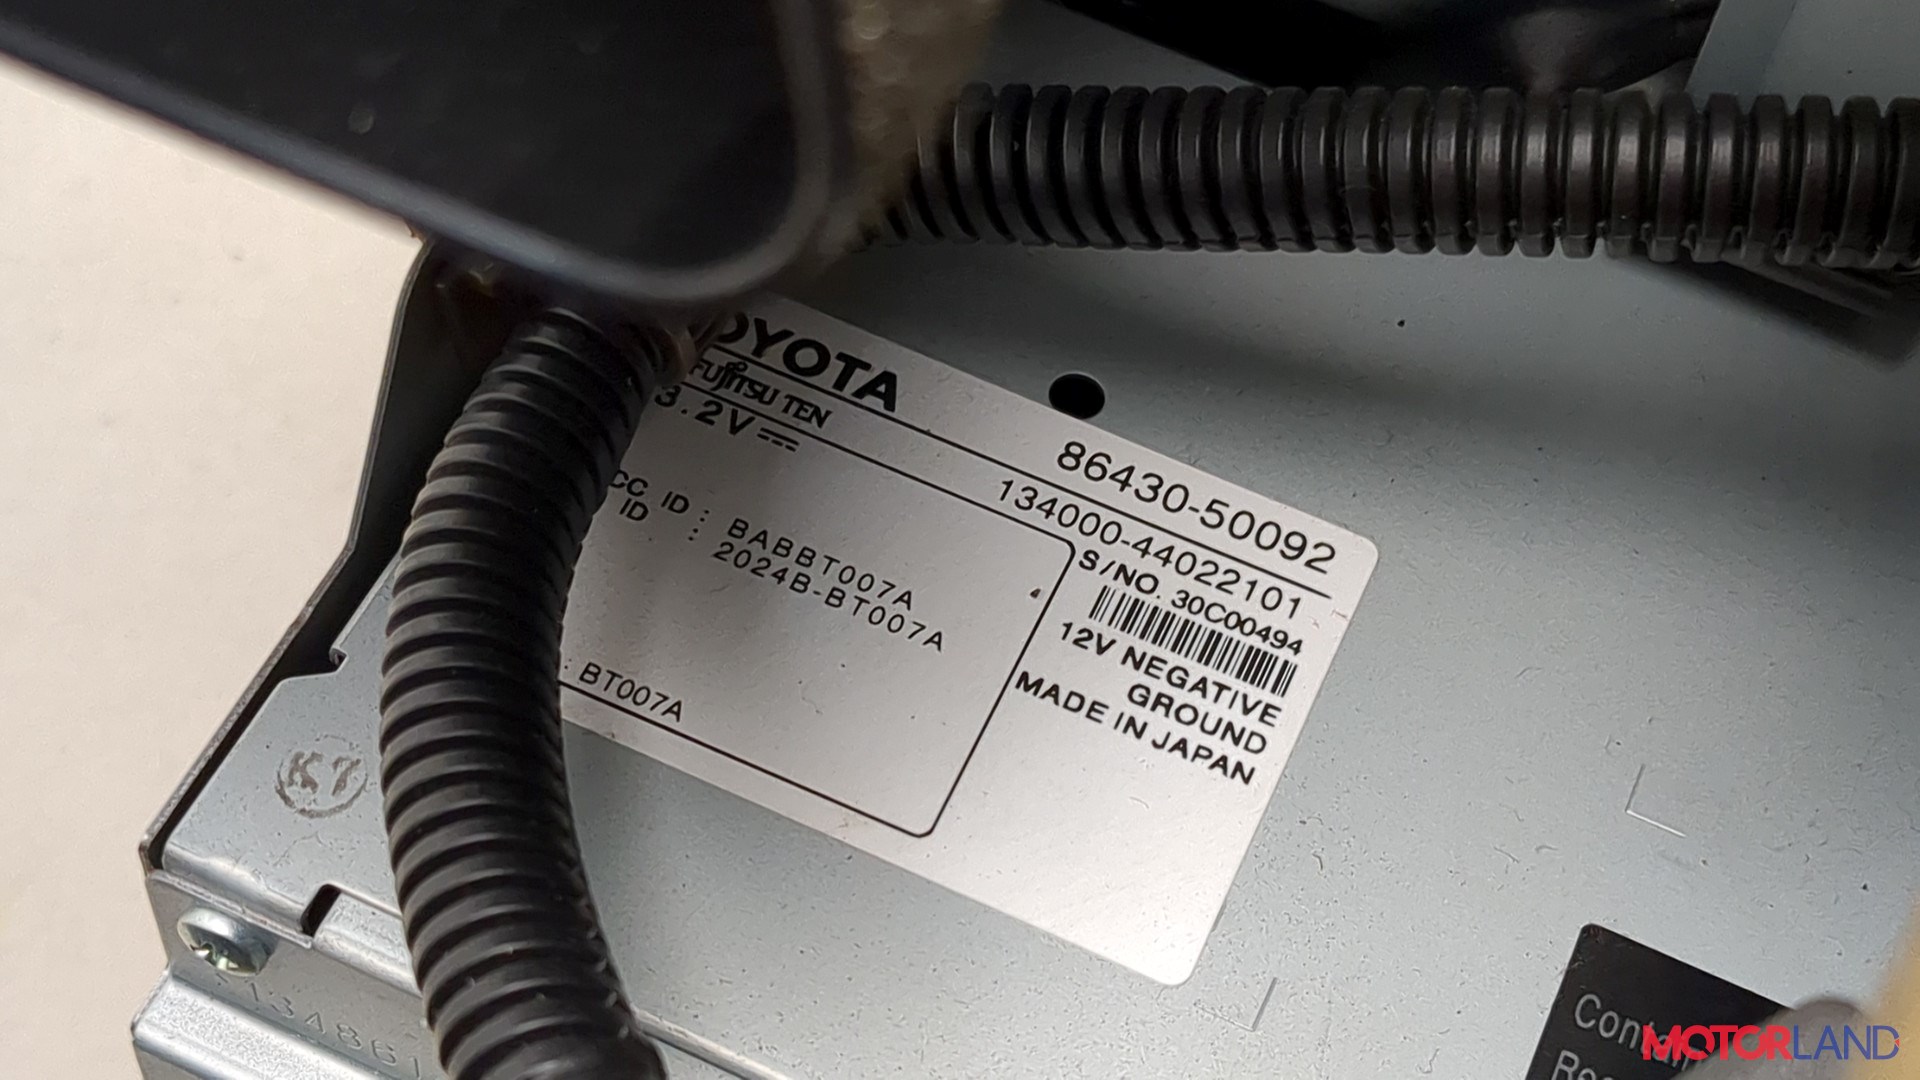 OYOTA
FUJITSU TEN
86430-50092
3.2V
134000-44022101
CC ID : BABBT007A
ID : 2024B-BT007A
: BT007A
S/NO. 30C00494
12V NEGATIVE
GROUND
MADE IN JAPAN
K7
MOTORLAND